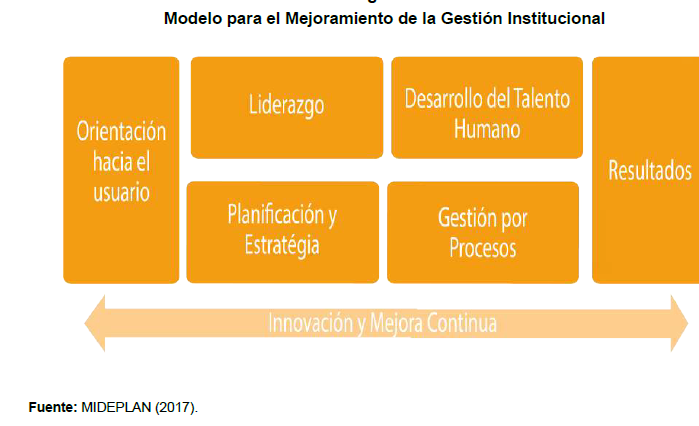 Modelo para el Mejoramiento de la Gestión Institucional
Orientación
hacia el
usuario
Liderazgo
Desarrollo del Talento
Humano
Planificación y
Estratégia
Gestión por
Procesos
Resultados
Innovación y Mejora Continua
Fuente: MIDEPLAN (2017).